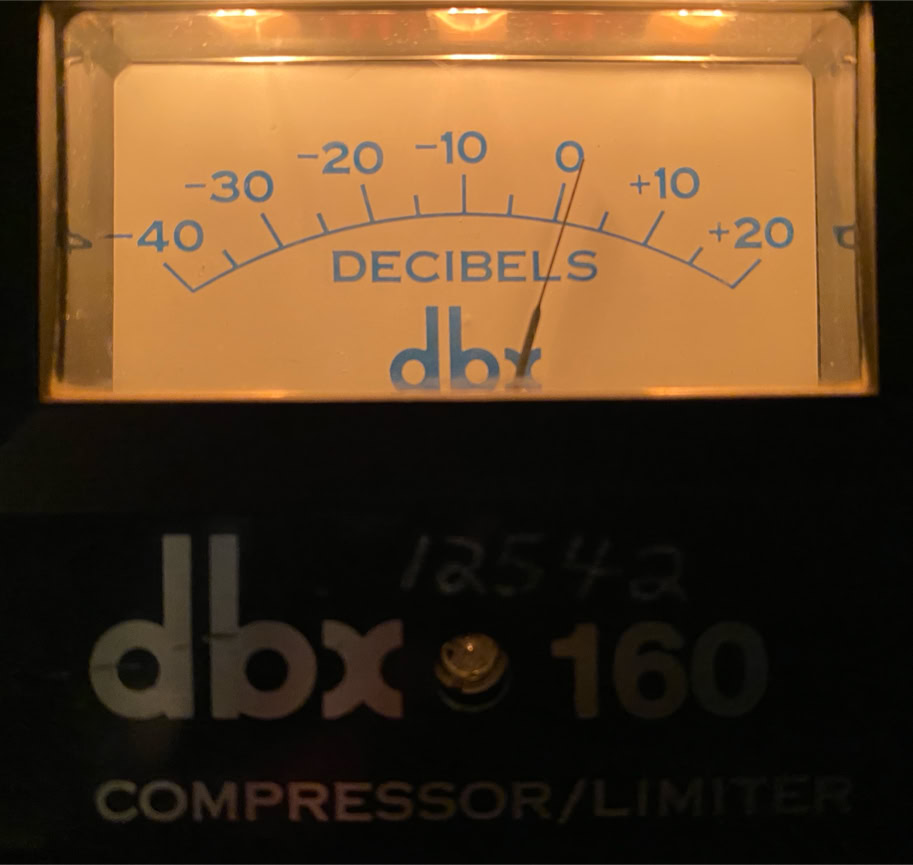 -40 -30 -20 -10 0 +10 +20
DECIBELS
dbx
12542
dbx 160
COMPRESSOR/LIMITER